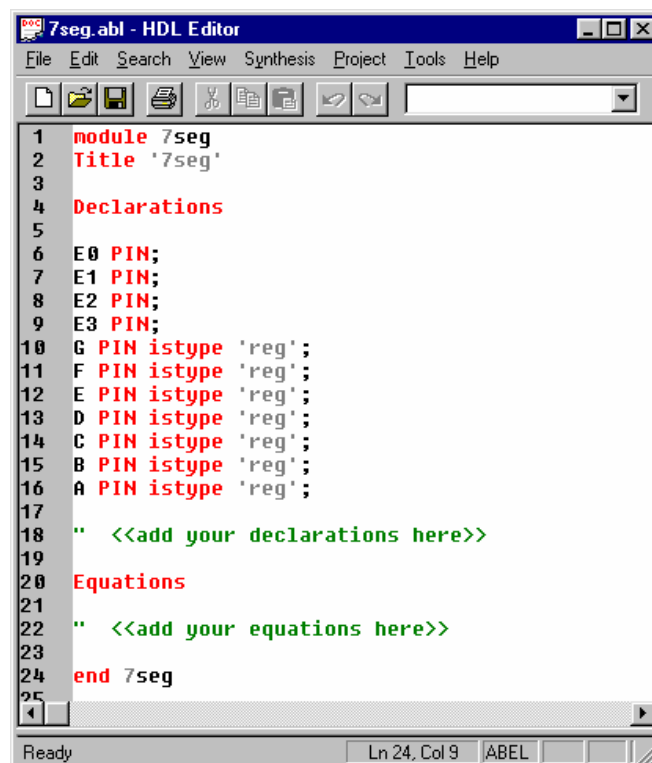 DOC 7seg.abl - HDL Editor
File Edit Search View Synthesis Project Tools Help
1 module 7seg
2 Title '7seg'
3
4 Declarations
5
6 E0 PIN;
7 E1 PIN;
8 E2 PIN;
9 E3 PIN;
10 G PIN istype 'reg';
11 F PIN istype 'reg';
12 E PIN istype 'reg';
13 D PIN istype 'reg';
14 C PIN istype 'reg';
15 B PIN istype 'reg';
16 A PIN istype 'reg';
17
18 " <<add your declarations here>>
19
20 Equations
21
22 " <<add your equations here>>
23
24 end 7seg
25
Ready Ln 24, Col 9 ABEL